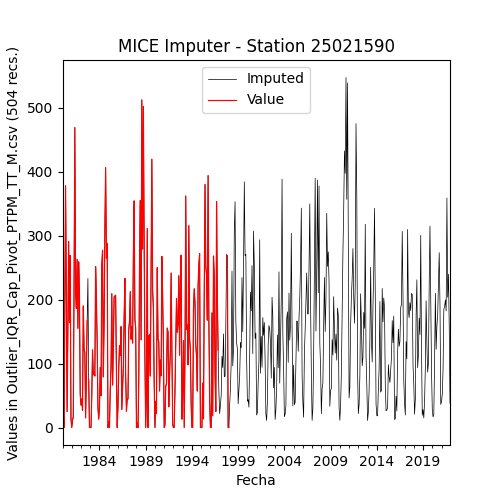 MICE Imputer - Station 25021590
Values in Outlier_IQR_Cap_Pivot_PTPM_TT_M.csv (504 recs.)
500
400
300
200
100
0
Imputed
Value
1984 1989 1994 1999 2004 2009 2014 2019
Fecha